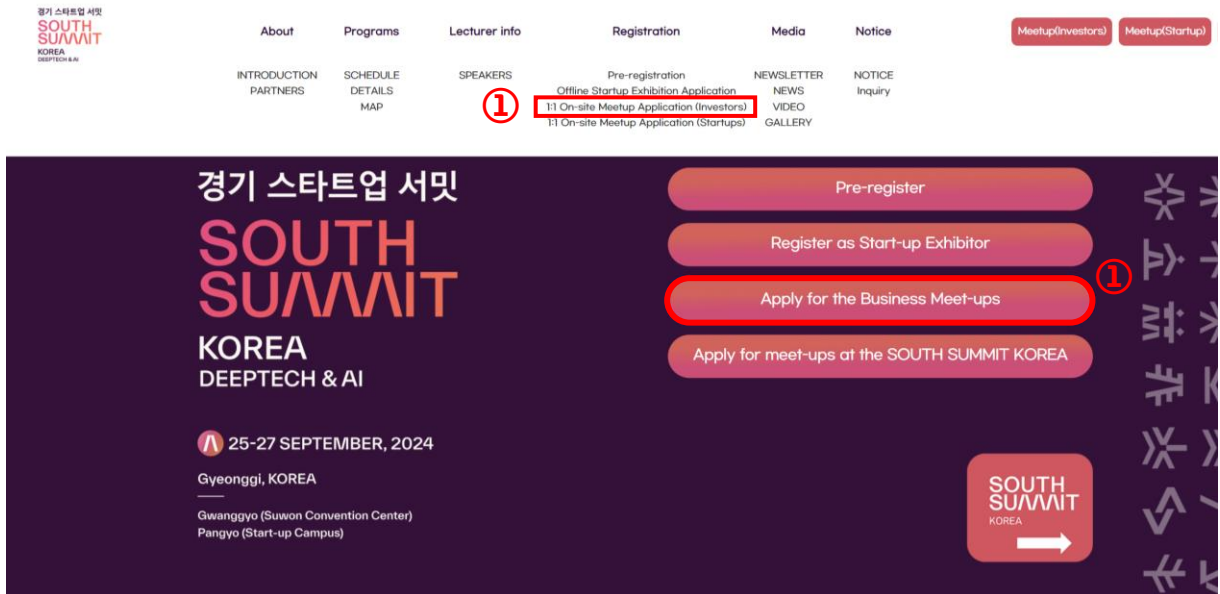 경기 스타트업 서밋
SOUTH
SUMMIT
KOREA
DEEPTECH & AI
About
Programs
Lecturer info
Registration
Media
Notice
Meetup(Investors)
Meetup(Startup)
INTRODUCTION
PARTNERS
SCHEDULE
DETAILS
MAP
SPEAKERS
Pre-registration
Offline Startup Exhibition Application
① 1:1 On-site Meetup Application (Investors)
1:1 On-site Meetup Application (Startups)
NEWSLETTER
NEWS
VIDEO
GALLERY
NOTICE
Inquiry
경기 스타트업 서밋
SOUTH
SUMMIT
KOREA
DEEPTECH & AI
25-27 SEPTEMBER, 2024
Gyeonggi, KOREA
Gwanggyo (Suwon Convention Center)
Pangyo (Start-up Campus)
Pre-register
Register as Start-up Exhibitor
Apply for the Business Meet-ups ①
Apply for meet-ups at the SOUTH SUMMIT KOREA
SOUTH
SUMMIT
KOREA